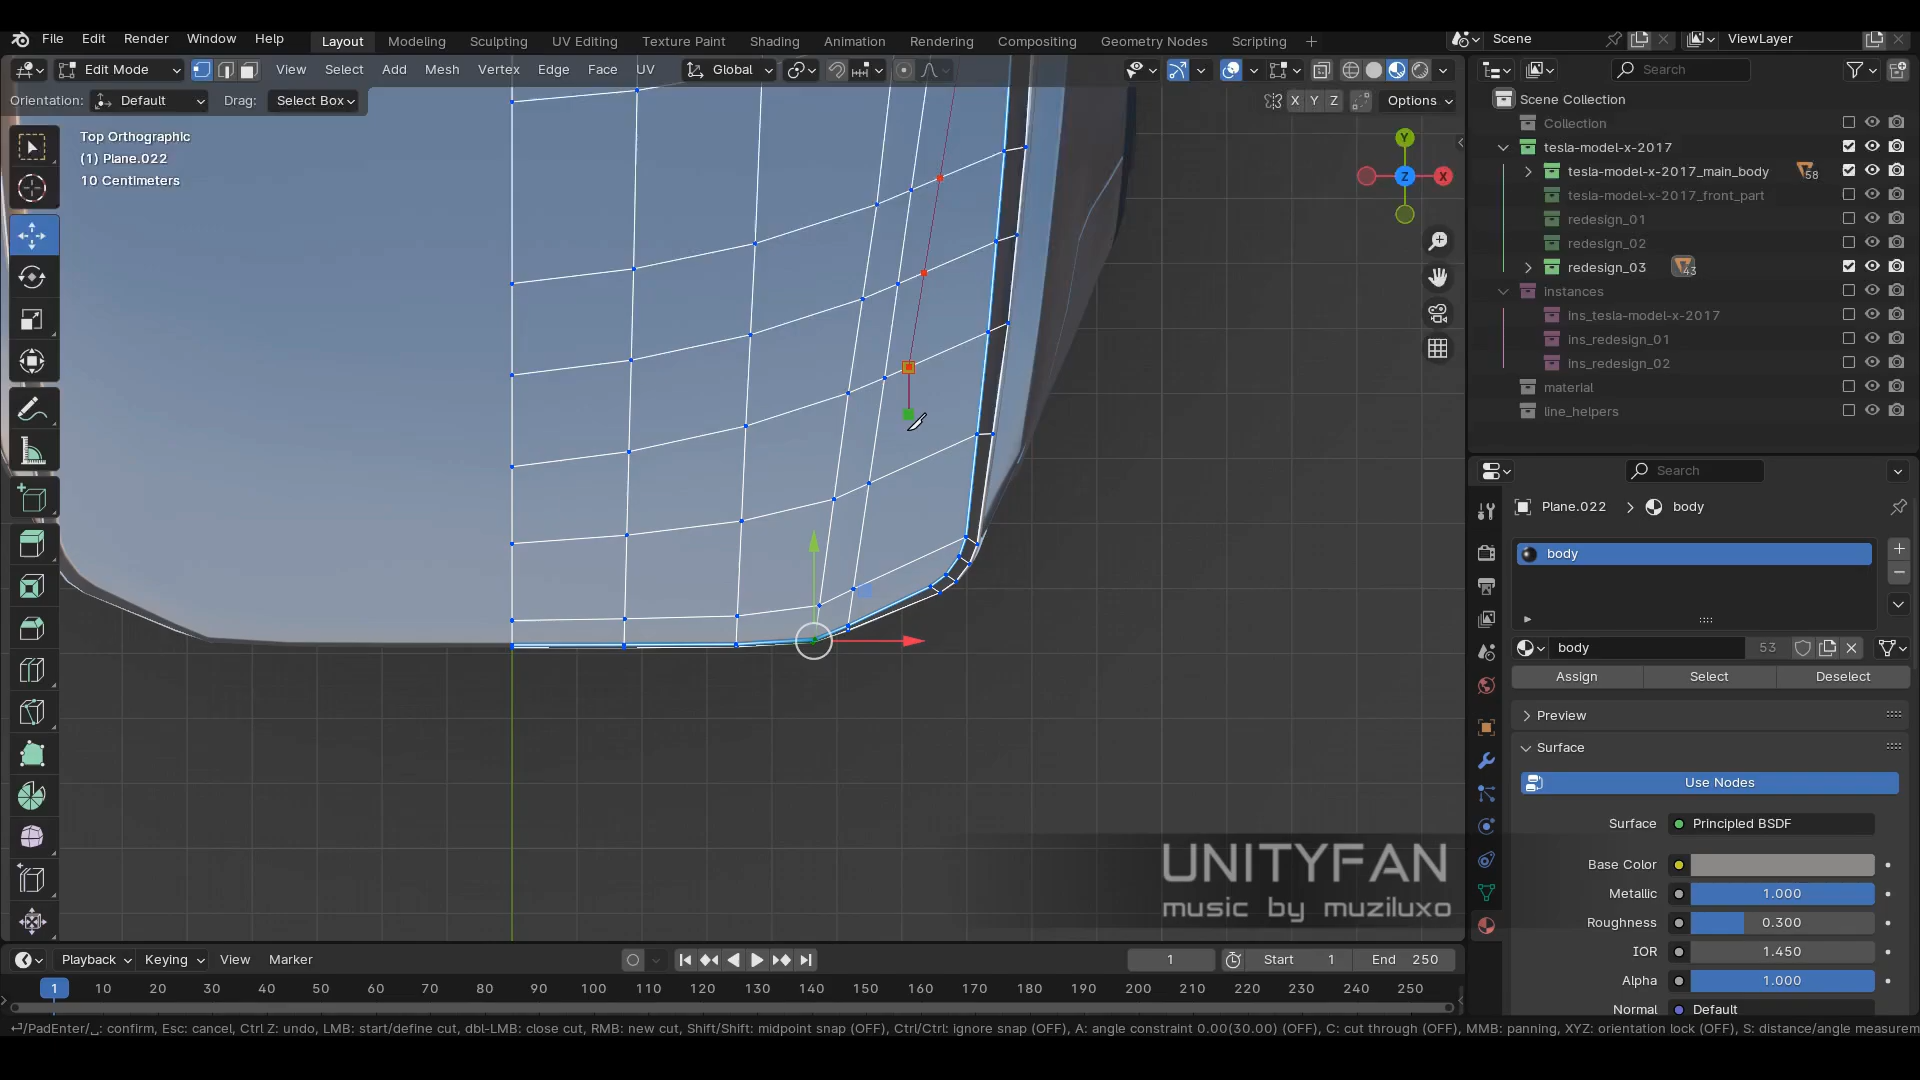 File Edit Render Window Help
Layout Modeling Sculpting UV Editing Texture Paint Shading Animation Rendering Compositing Geometry Nodes Scripting
Scene ViewLayer
Edit Mode View Select Add Mesh Vertex Edge Face UV Global
Search
Orientation: Default Drag: Select Box
X Y Z Options
Top Orthographic
(1) Plane.022
10 Centimeters
Y
Z X
Scene Collection
Collection
tesla-model-x-2017
tesla-model-x-2017_main_body 58
tesla-model-x-2017_front_part
redesign_01
redesign_02
redesign_03 43
instances
ins_tesla-model-x-2017
ins_redesign_01
ins_redesign_02
material
line_helpers
Search
Plane.022 body
body
body 53
Assign Select Deselect
Preview
Surface
Use Nodes
Surface Principled BSDF
Base Color
Metallic 1.000
Roughness 0.300
IOR 1.450
Alpha 1.000
Normal Default
UNITYFAN
music by muziluxo
Playback Keying View Marker
1 Start 1 End 250
1 10 20 30 40 50 60 70 80 90 100 110 120 130 140 150 160 170 180 190 200 210 220 230 240 250
/PadEnter/␣: confirm, Esc: cancel, Ctrl Z: undo, LMB: start/define cut, dbl-LMB: close cut, RMB: new cut, Shift/Shift: midpoint snap (OFF), Ctrl/Ctrl: ignore snap (OFF), A: angle constraint 0.00(30.00) (OFF), C: cut through (OFF), MMB: panning, XYZ: orientation lock (OFF), S: distance/angle measurem